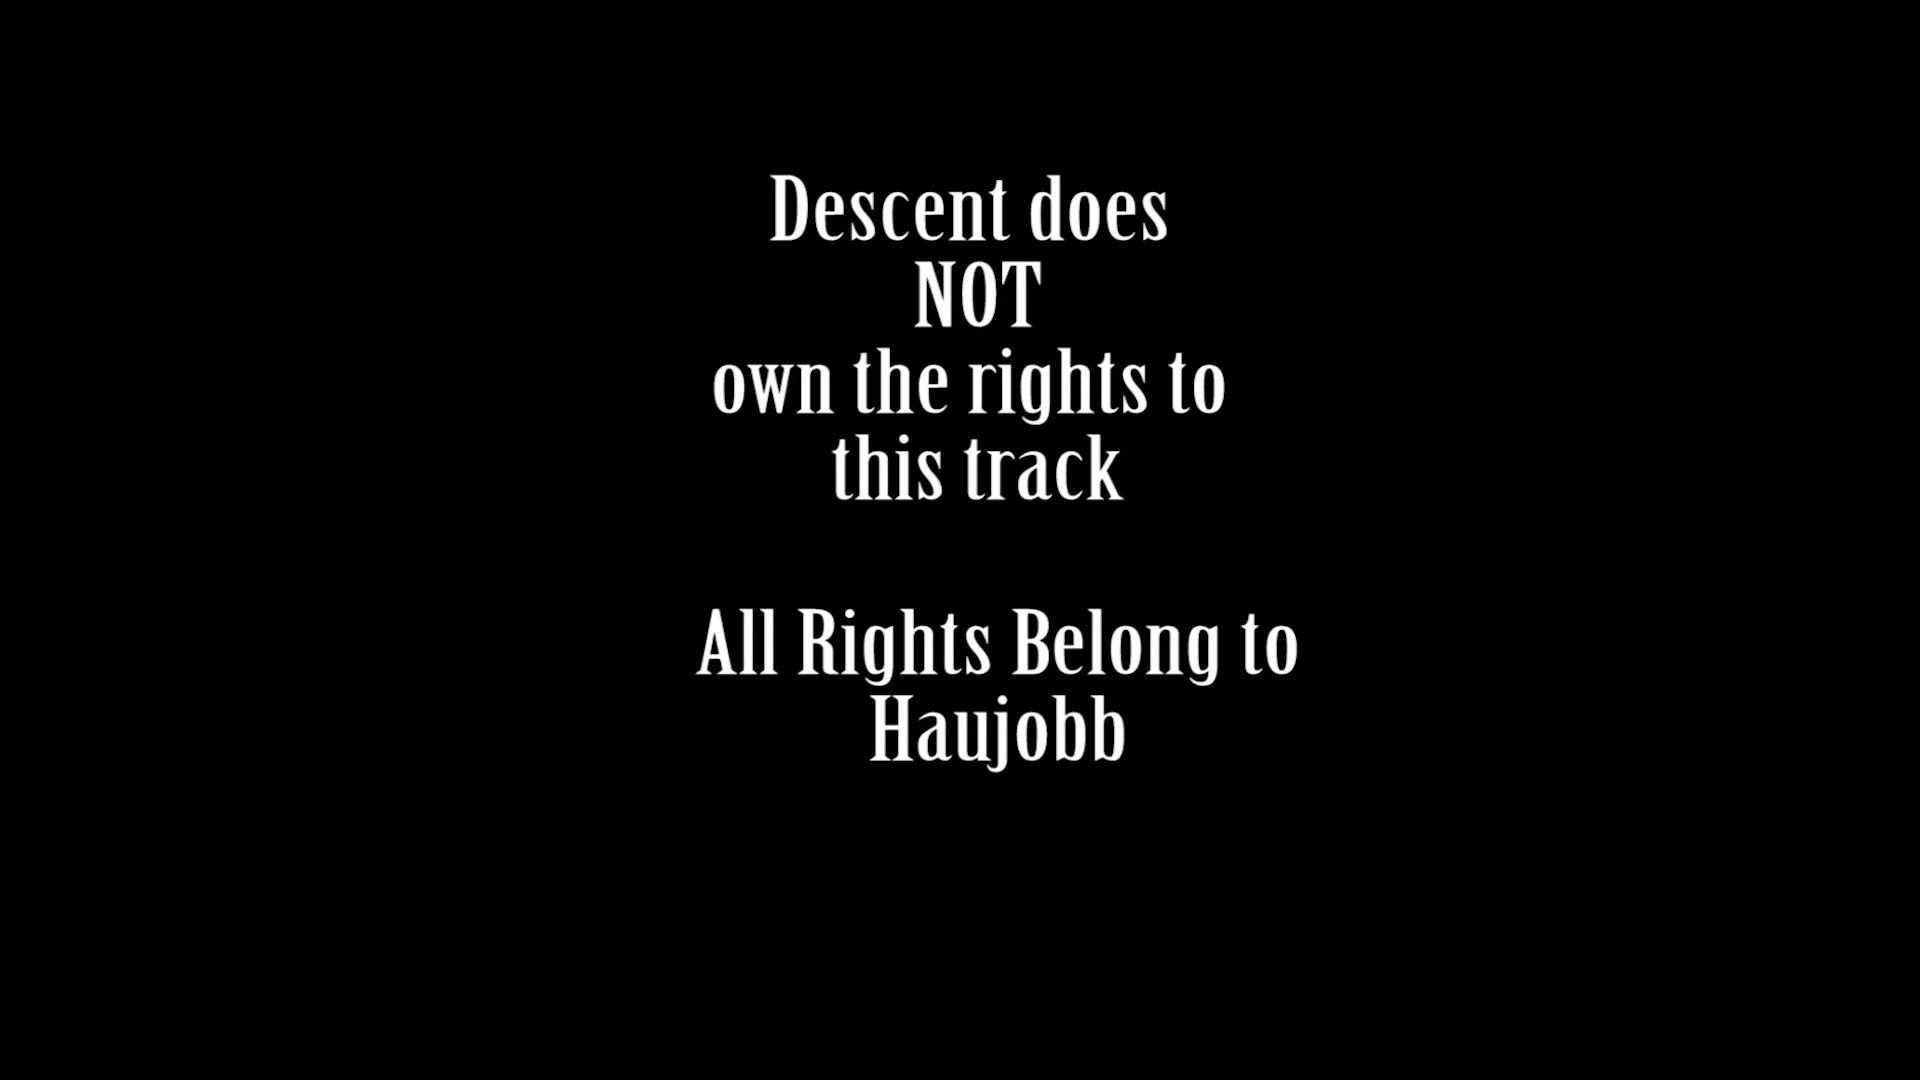 Descent does
NOT
own the rights to
this track
All Rights Belong to
Haujobb